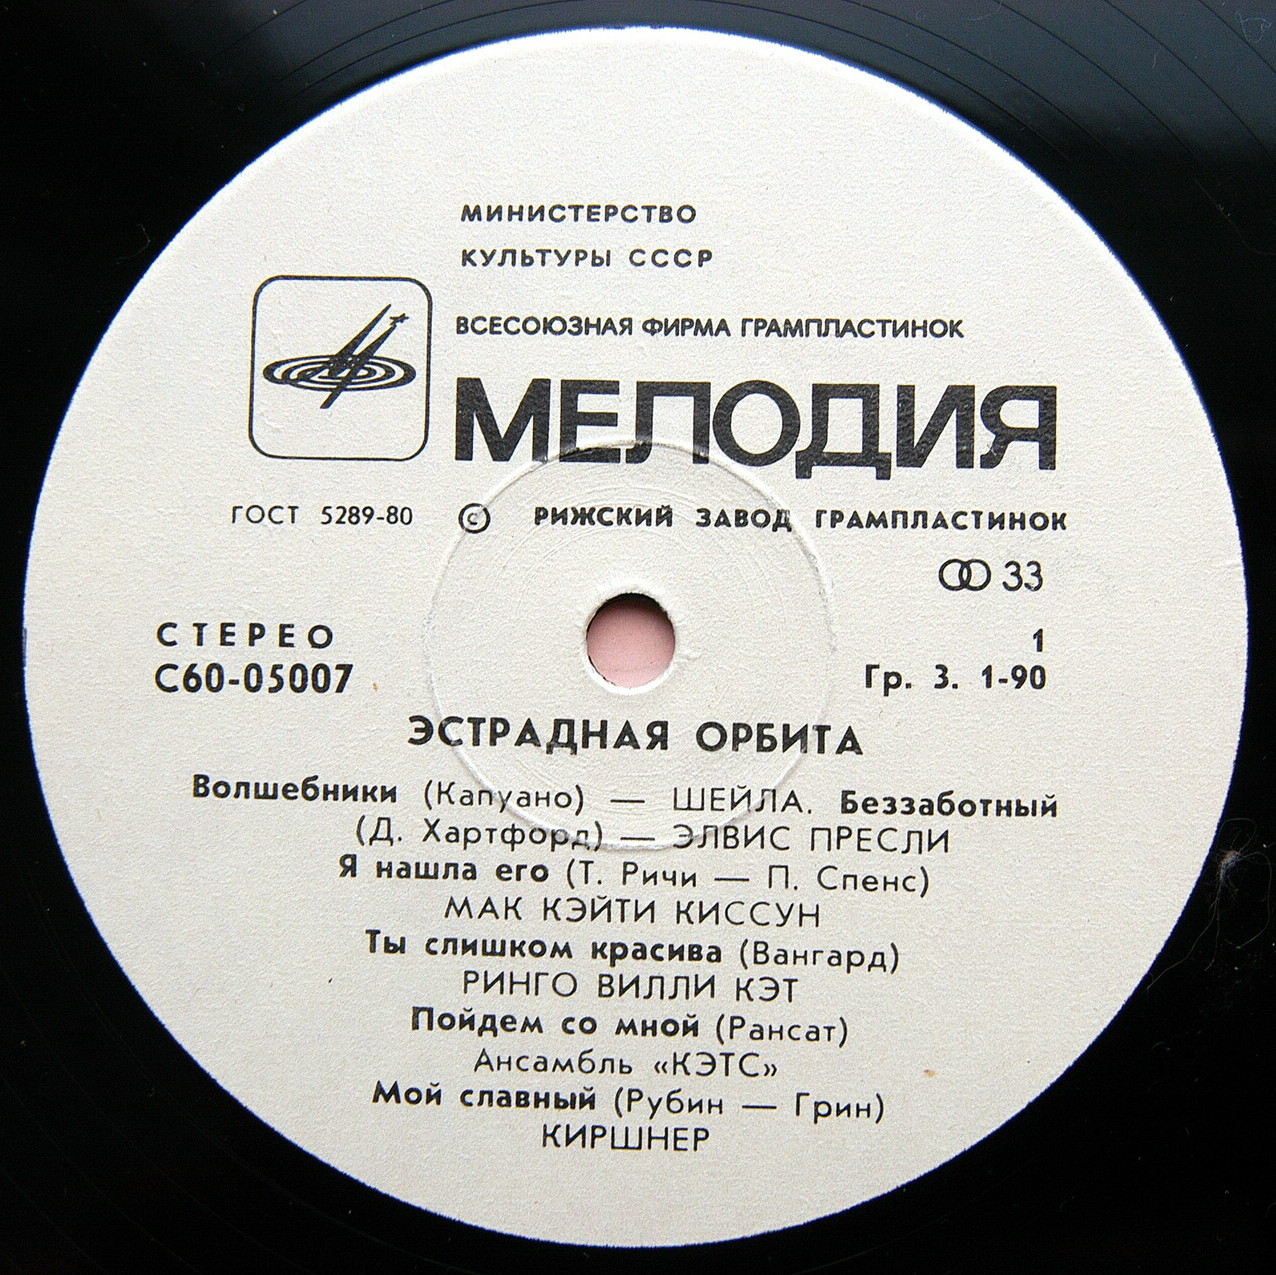 МИНИСТЕРСТВО
КУЛЬТУРЫ СССР
ВСЕСОЮЗНАЯ ФИРМА ГРАМПЛАСТИНОК
МЕЛОДИЯ
ГОСТ 5289-80 © РИЖСКИЙ ЗАВОД ГРАМПЛАСТИНОК
33
СТЕРЕО 1
С60-05007 Гр. 3. 1-90
ЭСТРАДНАЯ ОРБИТА
Волшебники (Капуано) — ШЕЙЛА. Беззаботный
(Д. Хартфорд) — ЭЛВИС ПРЕСЛИ
Я нашла его (Т. Ричи — П. Спенс)
МАК КЭЙТИ КИССУН
Ты слишком красива (Вангард)
РИНГО ВИЛЛИ КЭТ
Пойдем со мной (Рансат)
Ансамбль «КЭТС»
Мой славный (Рубин — Грин)
КИРШНЕР